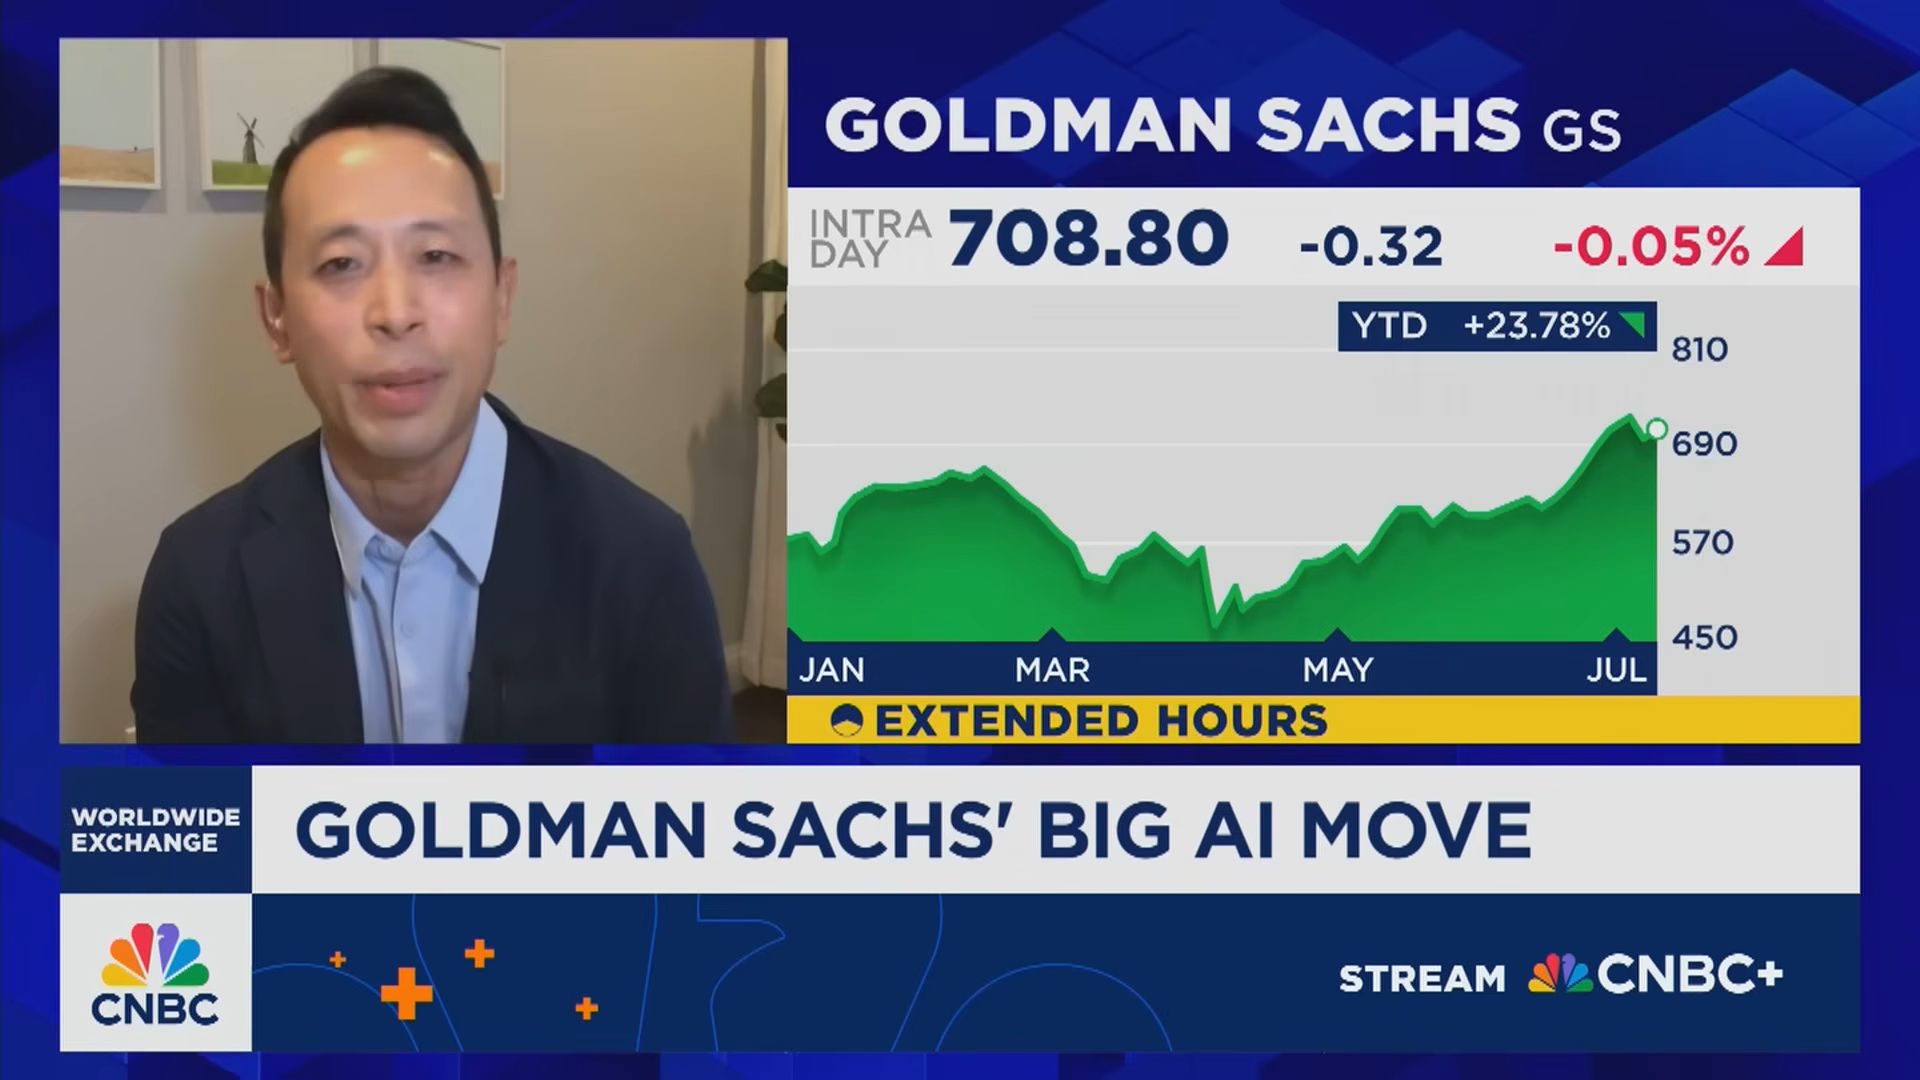 GOLDMAN SACHS GS
INTRA DAY 708.80 -0.32 -0.05%
YTD +23.78%
810
690
570
450
JAN MAR MAY JUL
EXTENDED HOURS
WORLDWIDE EXCHANGE
GOLDMAN SACHS' BIG AI MOVE
CNBC
STREAM CNBC+